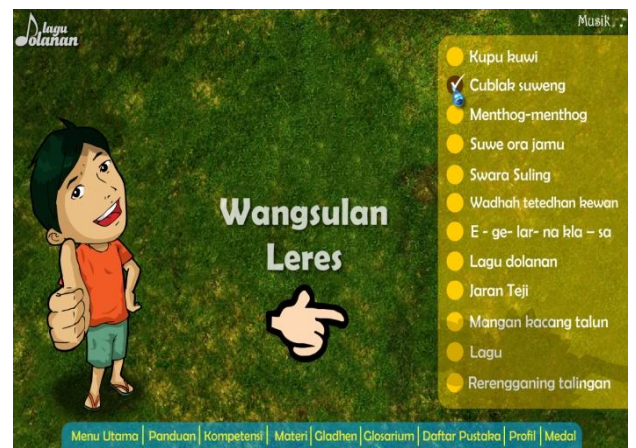 lagu
Dolanan
Musik
Kupu kuwi
Cublak suweng
Menthog-menthog
Suwe ora jamu
Swara Suling
Wadhah tetedhan kewan
E - ge- lar- na kla – sa
Lagu dolanan
Jaran Teji
Mangan kacang talun
Lagu
Rerengganing talingan
Wangsulan
Leres
Menu Utama | Panduan | Kompetensi | Materi | Gladhen | Glosarium | Daftar Pustaka | Profil | Medal